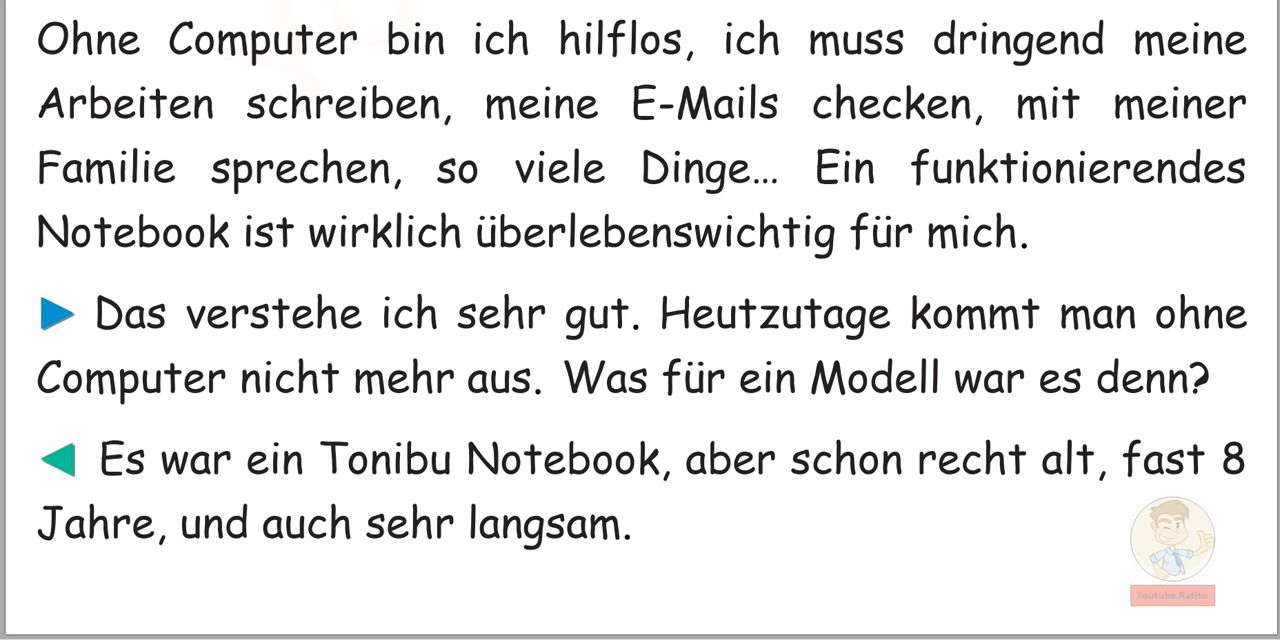 Ohne Computer bin ich hilflos, ich muss dringend meine
Arbeiten schreiben, meine E-Mails checken, mit meiner
Familie sprechen, so viele Dinge... Ein funktionierendes
Notebook ist wirklich überlebenswichtig für mich.
► Das verstehe ich sehr gut. Heutzutage kommt man ohne
Computer nicht mehr aus. Was für ein Modell war es denn?
◄ Es war ein Tonibu Notebook, aber schon recht alt, fast 8
Jahre, und auch sehr langsam.
Youtube:Ratito